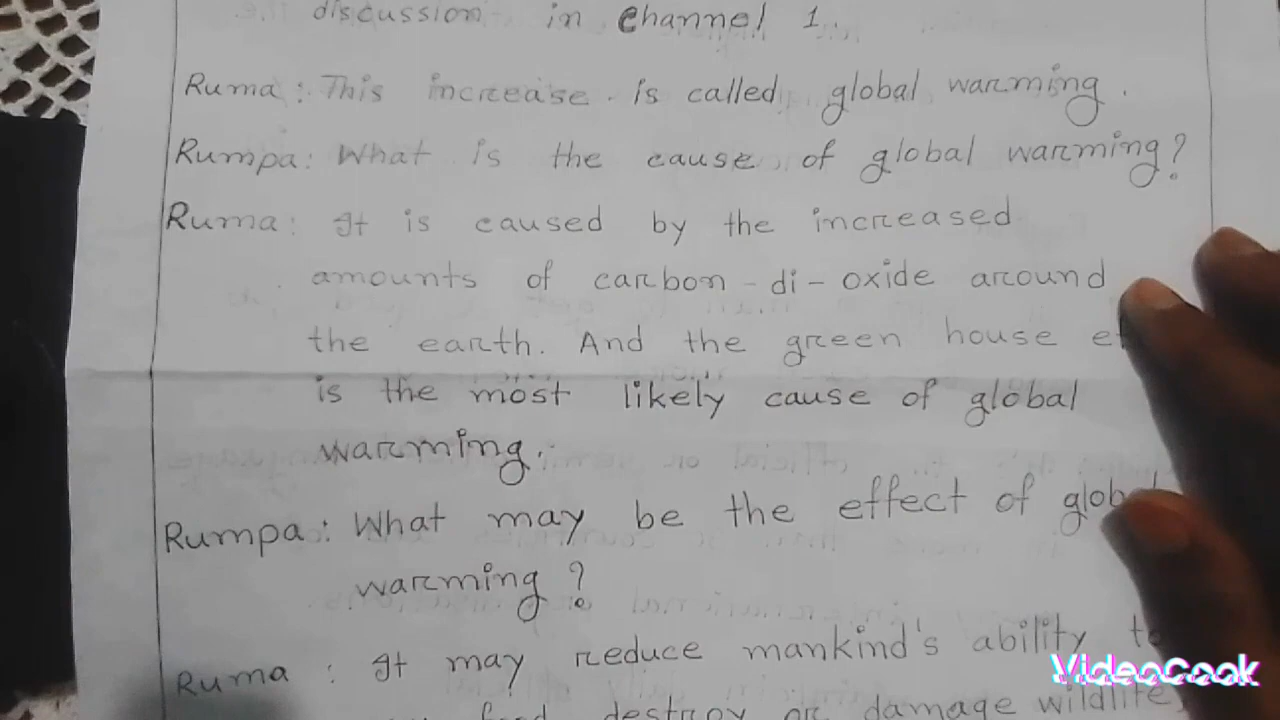 discussion in channel 1.
Ruma: This increase is called global warming.
Rumpa: What is the cause of global warming?
Ruma: It is caused by the increased
amounts of carbon-di-oxide around
the earth. And the green house
is the most likely cause of global
warming.
Rumpa: What may be the effect of global
warming?
Ruma: It may reduce mankind's ability to
food destroy or damage wildlife,
VideoCook